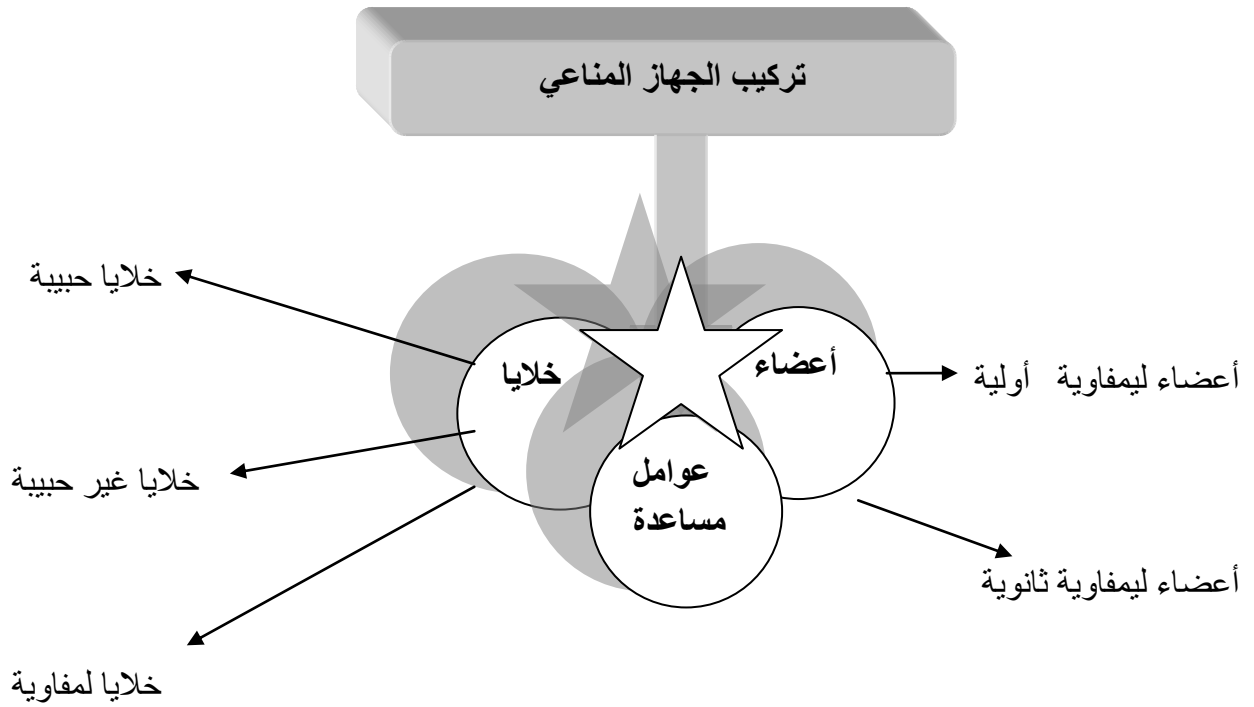 تركيب الجهاز المناعي
خلايا حبيبة
أعضاء
خلايا
أعضاء ليمفاوية أولية
عوامل
مساعدة
خلايا غير حبيبة
أعضاء ليمفاوية ثانوية
خلايا لمفاوية